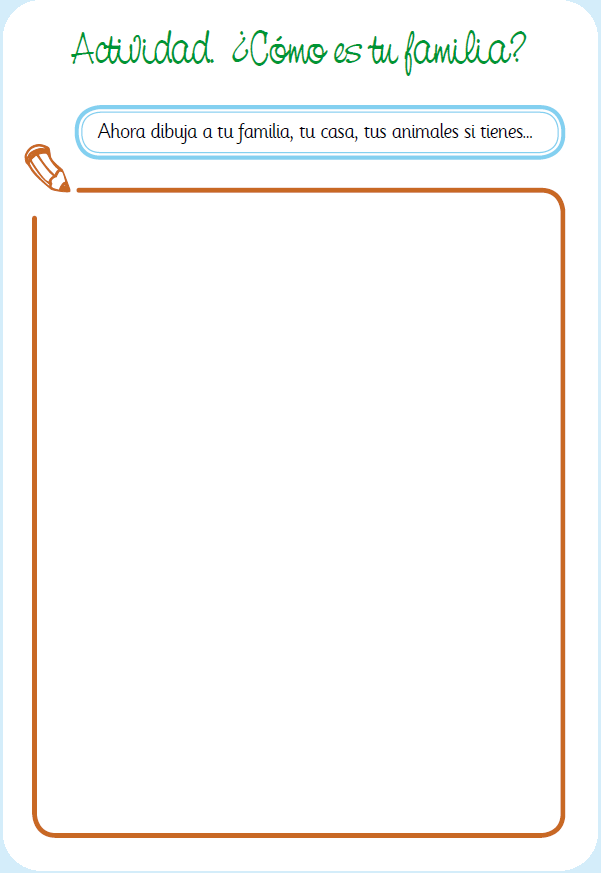 Actividad. ¿Cómo es tu familia?
Ahora dibuja a tu familia, tu casa, tus animales si tienes...